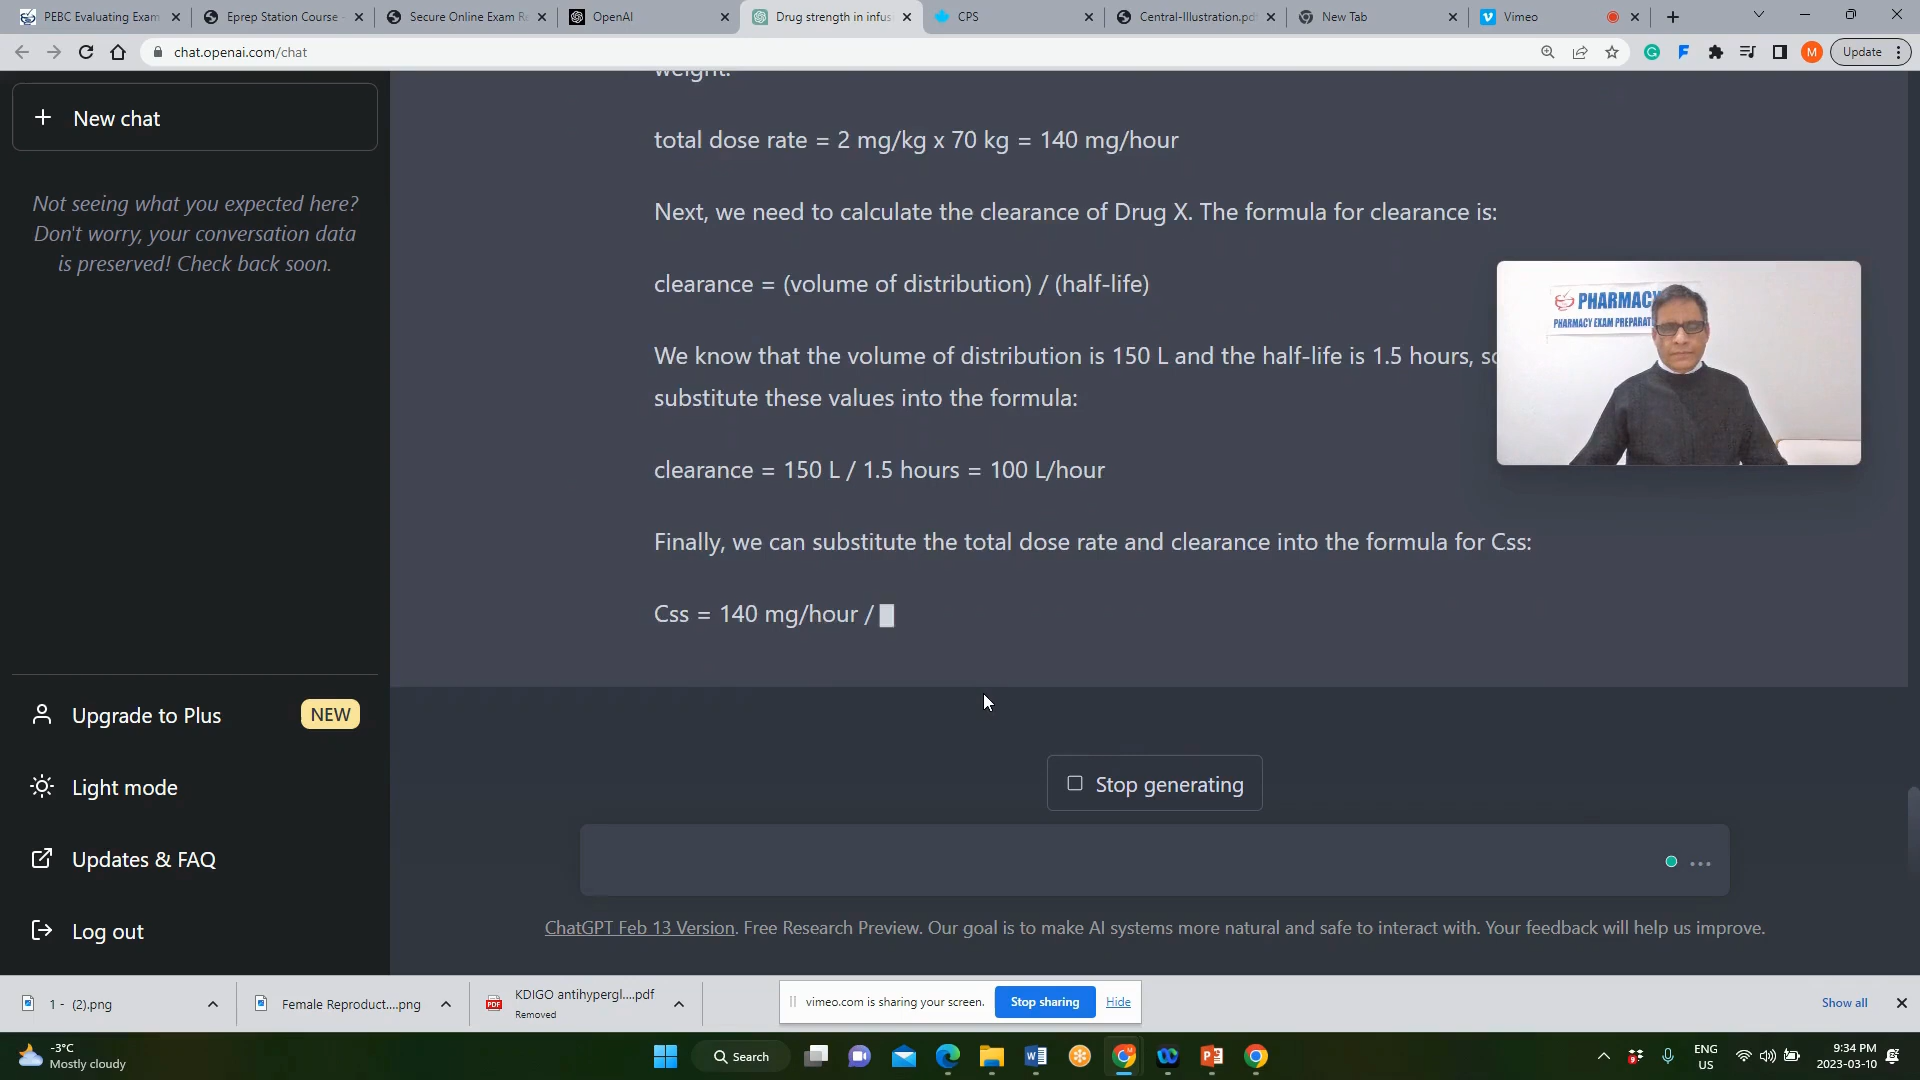 PEBC Evaluating Exam
Eprep Station Course -
Secure Online Exam R
OpenAI
Drug strength in infus
CPS
Central-Illustration.pd
New Tab
Vimeo
chat.openai.com/chat
M
Update
New chat
Not seeing what you expected here?
Don't worry, your conversation data
is preserved! Check back soon.
weight.
total dose rate = 2 mg/kg x 70 kg = 140 mg/hour
Next, we need to calculate the clearance of Drug X. The formula for clearance is:
clearance = (volume of distribution) / (half-life)
We know that the volume of distribution is 150 L and the half-life is 1.5 hours, so
substitute these values into the formula:
clearance = 150 L / 1.5 hours = 100 L/hour
Finally, we can substitute the total dose rate and clearance into the formula for Css:
Css = 140 mg/hour /
PHARMACY
PHARMACY EXAM PREPARAT
Upgrade to Plus
NEW
Light mode
Updates & FAQ
Log out
Stop generating
ChatGPT Feb 13 Version. Free Research Preview. Our goal is to make AI systems more natural and safe to interact with. Your feedback will help us improve.
1 - (2).png
Female Reproduct....png
KDIGO antihypergl....pdf
Removed
vimeo.com is sharing your screen.
Stop sharing
Hide
Show all
-3°C
Mostly cloudy
Search
ENG
US
9:34 PM
2023-03-10